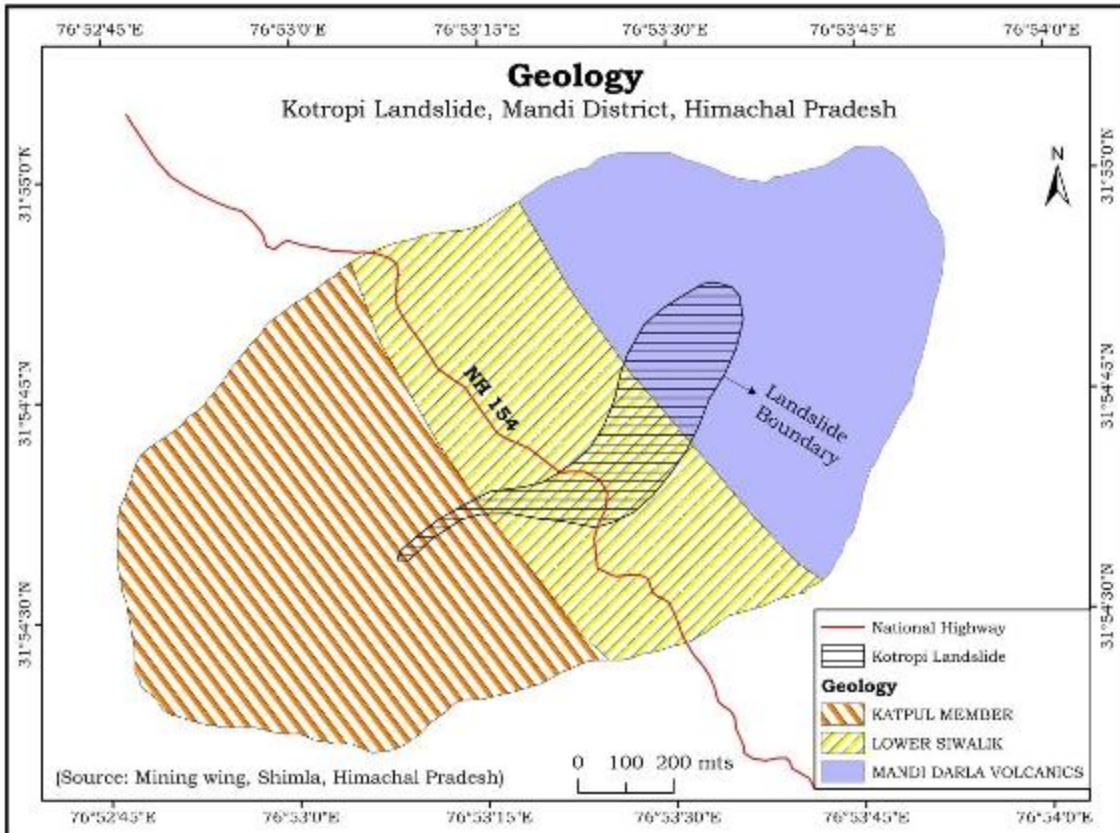 76°52'45"E 76°53'0"E 76°53'15"E 76°53'30"E 76°53'45"E 76°54'0"E
Geology
Kotropi Landslide, Mandi District, Himachal Pradesh
N
31°55'0"N
31°55'0"N
31°54'45"N
31°54'45"N
NH 154
Landslide
Boundary
31°54'30"N
31°54'30"N
National Highway
Kotropi Landslide
Geology
KATPUL MEMBER
LOWER SIWALIK
MANDI DARLA VOLCANICS
(Source: Mining wing, Shimla, Himachal Pradesh)
0 100 200 mts
76°52'45"E 76°53'0"E 76°53'15"E 76°53'30"E 76°53'45"E 76°54'0"E